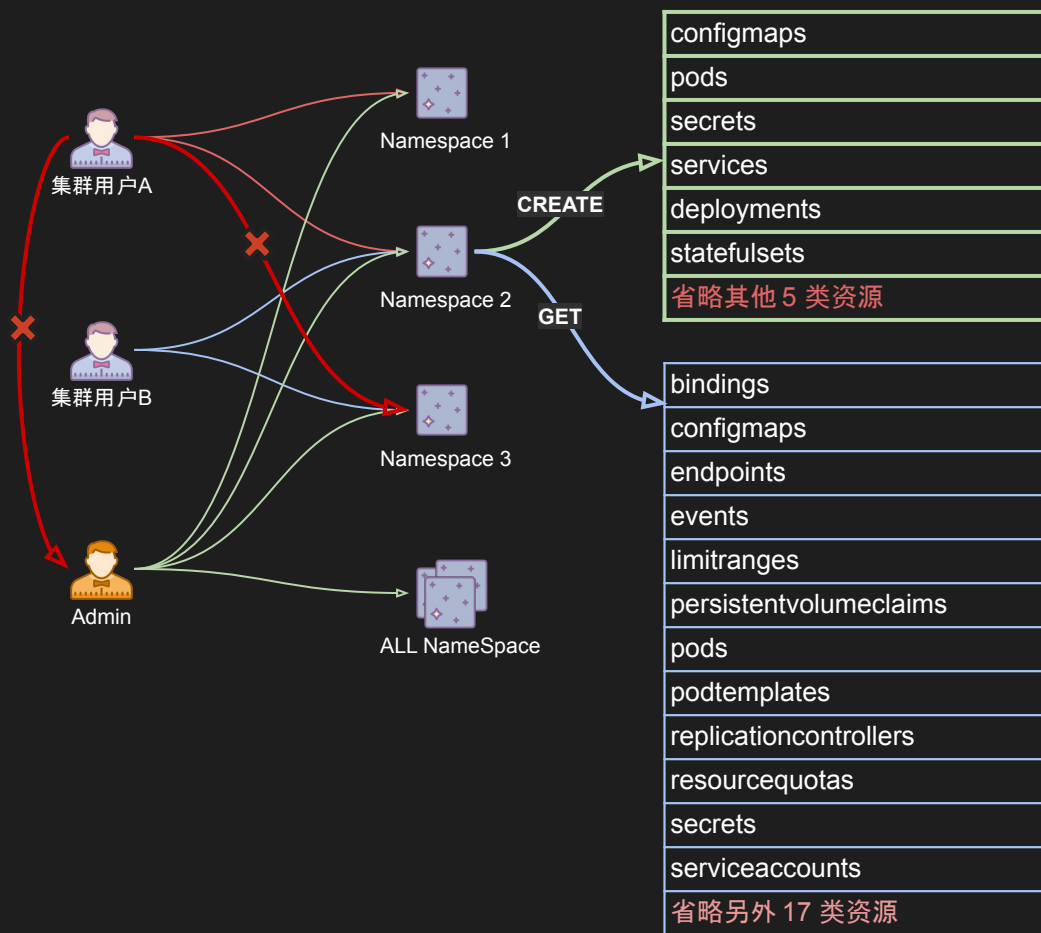 集群用户A
集群用户B
Admin
Namespace 1
Namespace 2
Namespace 3
ALL NameSpace
CREATE
GET
configmaps
pods
secrets
services
deployments
statefulsets
省略其他 5 类资源
bindings
configmaps
endpoints
events
limitranges
persistentvolumeclaims
pods
podtemplates
replicationcontrollers
resourcequotas
secrets
serviceaccounts
省略另外 17 类资源